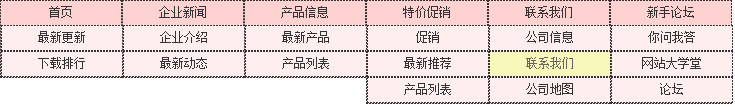 首页 企业新闻 产品信息 特价促销 联系我们 新手论坛
最新更新 企业介绍 最新产品 促销 公司信息 你问我答
下载排行 最新动态 产品列表 最新推荐 联系我们 网站大学堂
产品列表 公司地图 论坛